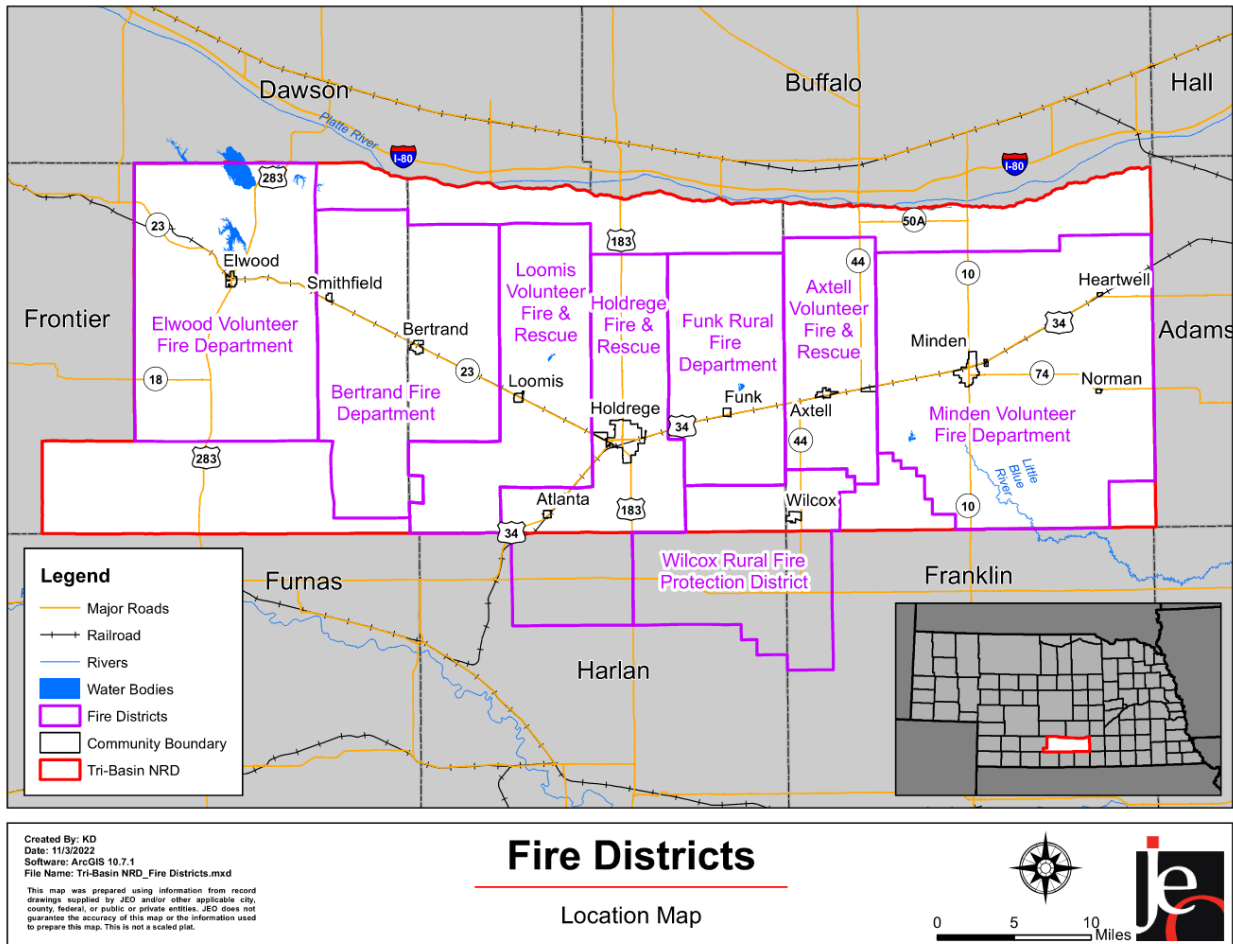 Dawson
Buffalo
Hall
Platte River
I-80
I-80
283
50A
23
183
44
10
Elwood
Smithfield
Heartwell
Loomis
Volunteer
Fire &
Rescue
Holdrege
Fire &
Rescue
Axtell
Volunteer
Fire &
Rescue
Frontier
Elwood Volunteer
Fire Department
Bertrand
Funk Rural
Fire
Department
34
Adams
Minden
18
23
74
Bertrand Fire
Department
Loomis
Funk
Axtell
Norman
Holdrege
34
44
Minden Volunteer
Fire Department
283
Little
Blue
River
Atlanta
183
Wilcox
10
34
Wilcox Rural Fire
Protection District
Furnas
Franklin
Harlan
Legend
Major Roads
Railroad
Rivers
Water Bodies
Fire Districts
Community Boundary
Tri-Basin NRD
Created By: KD
Date: 11/3/2022
Software: ArcGIS 10.7.1
File Name: Tri-Basin NRD_Fire Districts.mxd
This map was prepared using information from record
drawings supplied by JEO and/or other applicable city,
county, federal, or public or private entities. JEO does not
guarantee the accuracy of this map or the information used
to prepare this map. This is not a scaled plat.
Fire Districts
Location Map
0 5 10
Miles
jeo